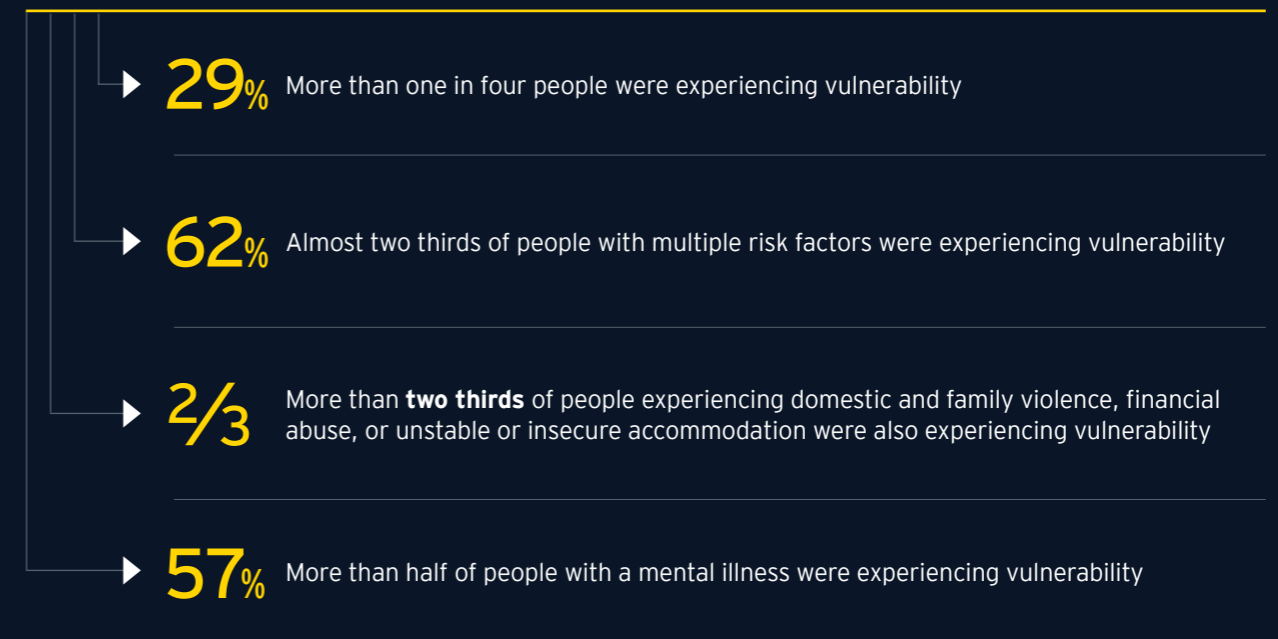 29% More than one in four people were experiencing vulnerability
62% Almost two thirds of people with multiple risk factors were experiencing vulnerability
2/3 More than two thirds of people experiencing domestic and family violence, financial
abuse, or unstable or insecure accommodation were also experiencing vulnerability
57% More than half of people with a mental illness were experiencing vulnerability